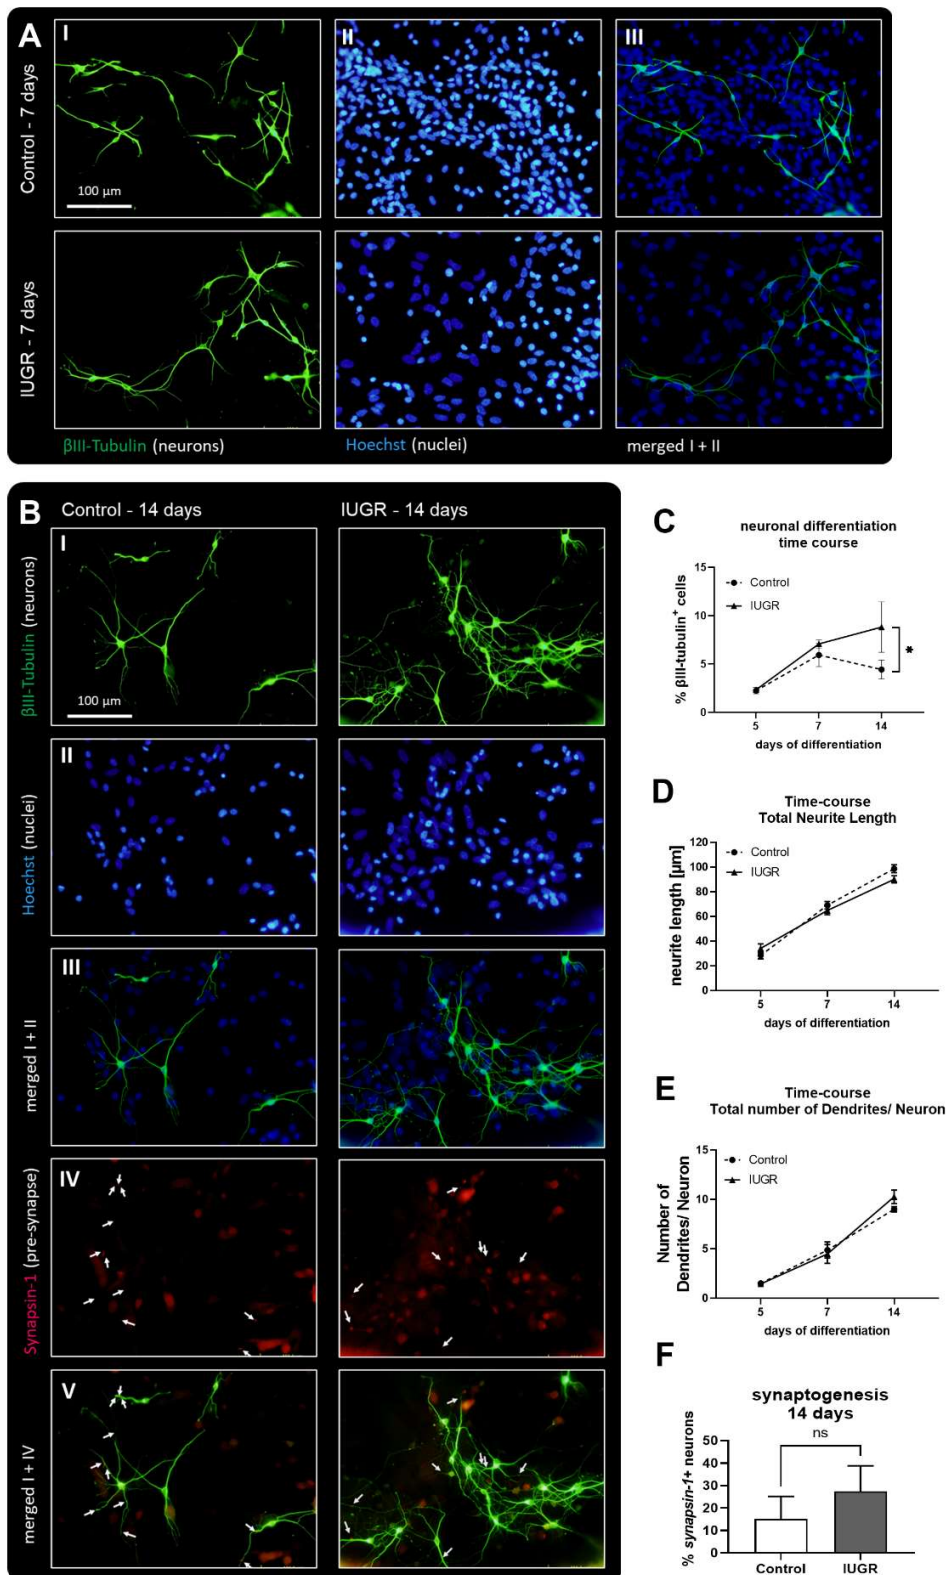 A
I
II
III
Control - 7 days
100 µm
IUGR - 7 days
βIII-Tubulin (neurons)
Hoechst (nuclei)
merged I + II
B
Control - 14 days
IUGR - 14 days
I
βIII-Tubulin (neurons)
100 µm
II
Hoechst (nuclei)
III
merged I + II
IV
Synapsin-1 (pre-synapse)
V
merged I + IV
C
neuronal differentiation
time course
Control
IUGR
% βIII-tubulin+ cells
15
10
5
0
*
5 7 14
days of differentiation
D
Time-course
Total Neurite Length
Control
IUGR
neurite length [µm]
120
100
80
60
40
20
0
5 7 14
days of differentiation
E
Time-course
Total number of Dendrites/ Neuron
Control
IUGR
Number of
Dendrites/ Neuron
15
10
5
0
5 7 14
days of differentiation
F
synaptogenesis
14 days
ns
% synapsin-1+ neurons
50
40
30
20
10
0
Control IUGR